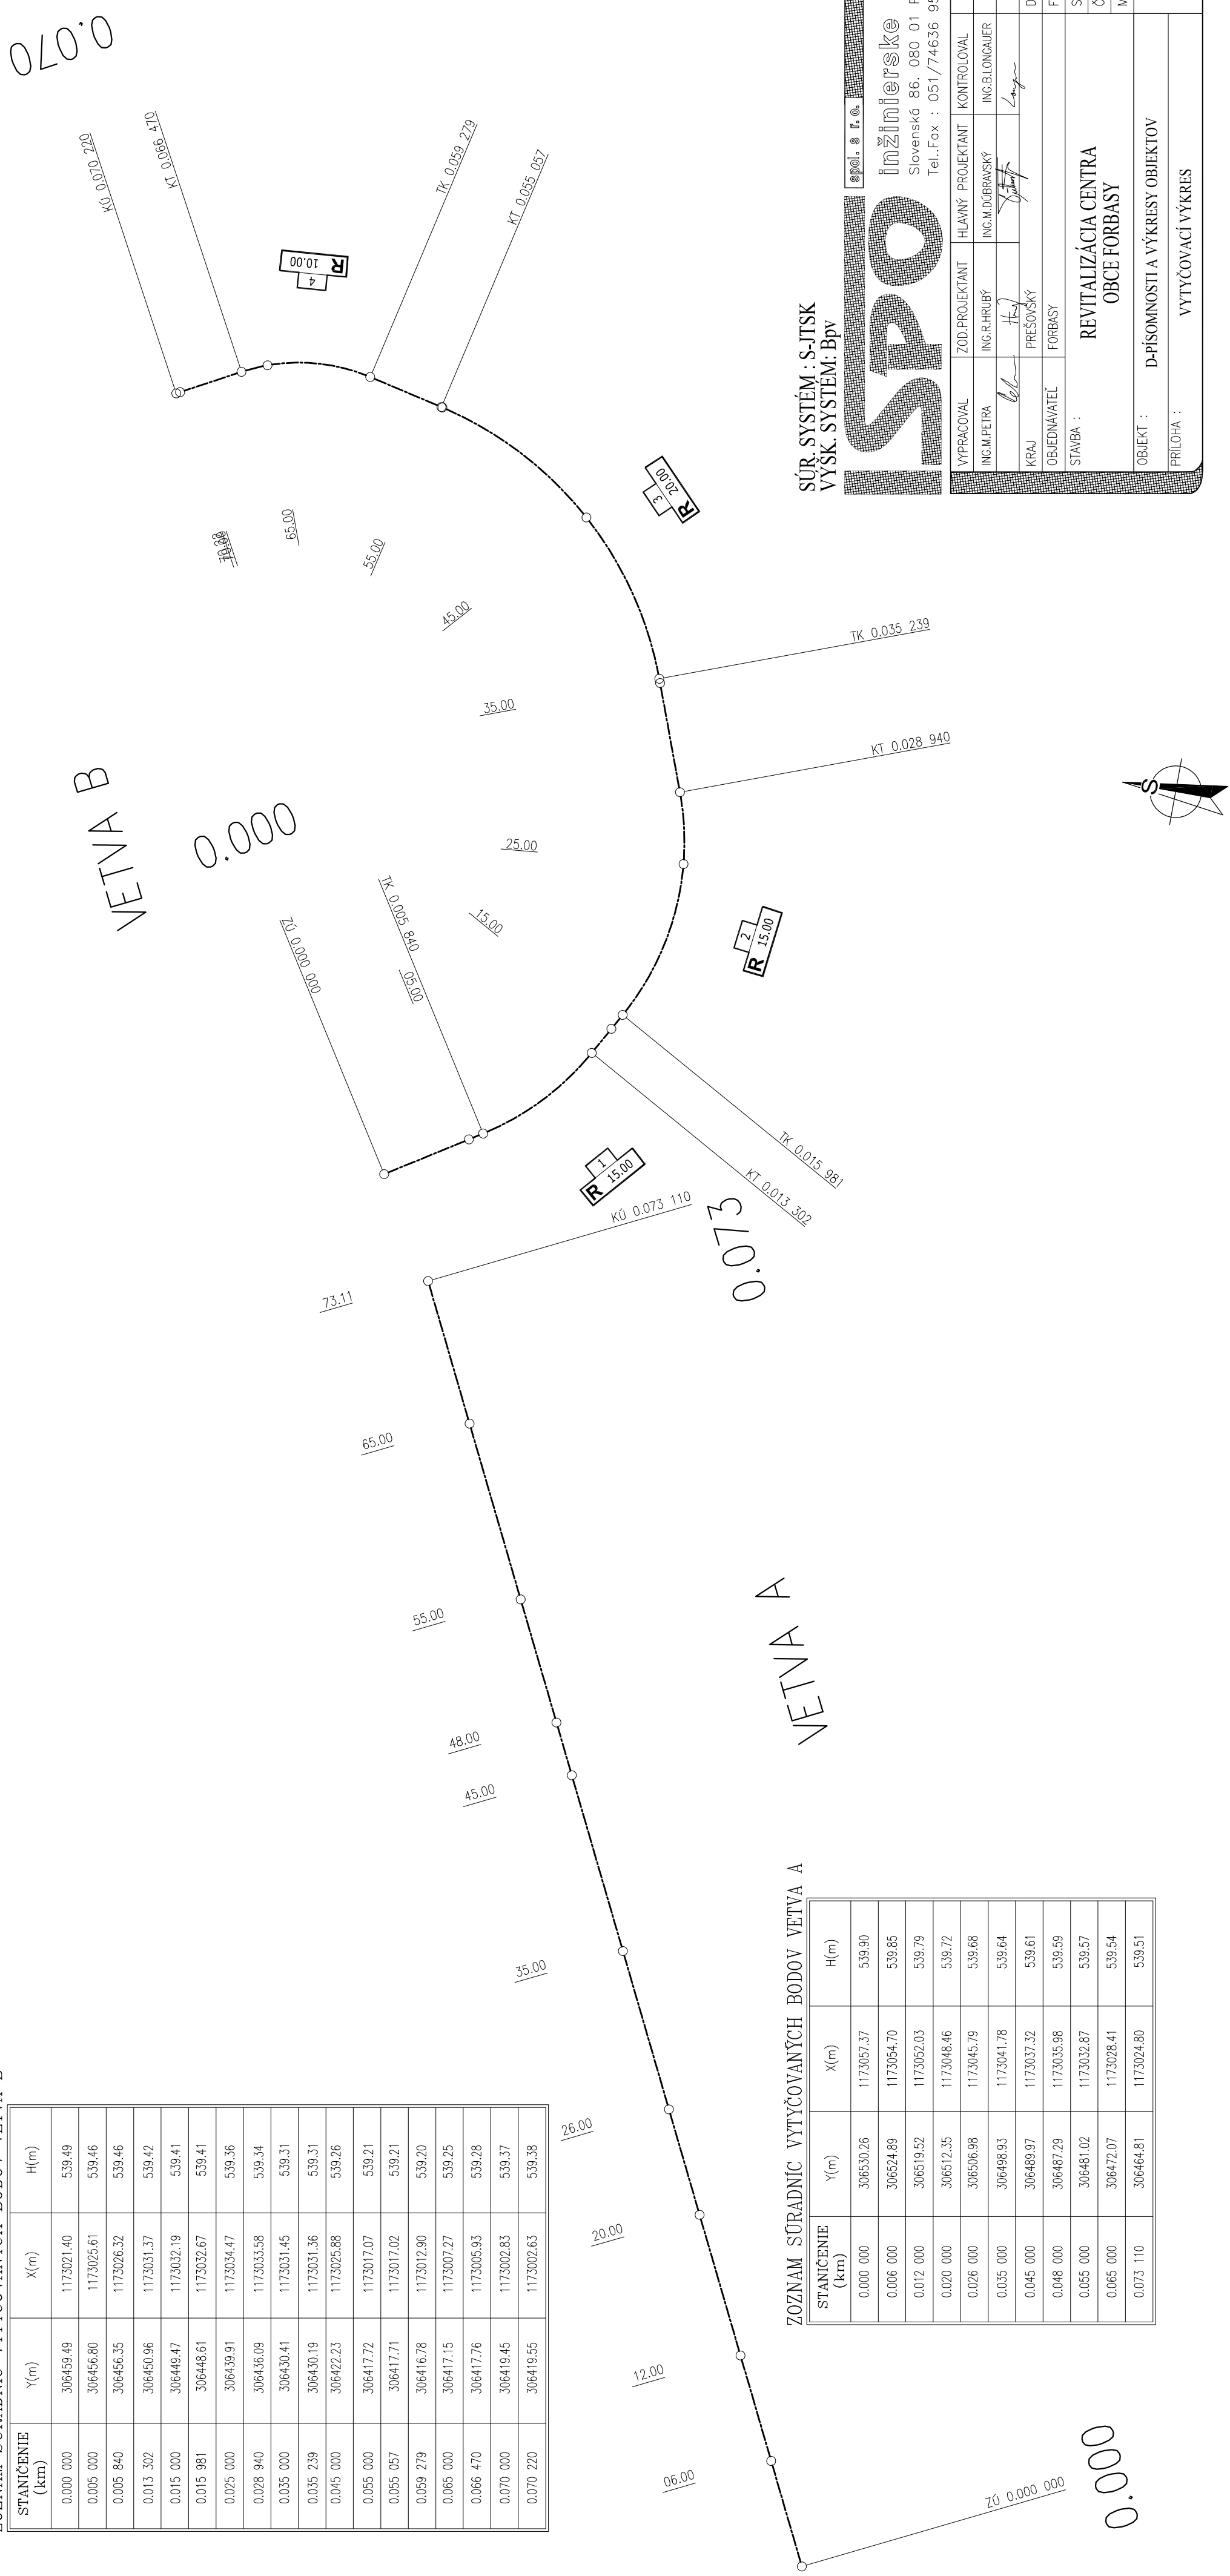 STANIČENIE (km) Y(m) X(m) H(m)
0.000 000 306459.49 1173021.40 539.49
0.005 000 306456.80 1173025.61 539.46
0.005 840 306456.35 1173026.32 539.46
0.013 302 306450.96 1173031.37 539.42
0.015 000 306449.47 1173032.19 539.41
0.015 981 306448.61 1173032.67 539.41
0.025 000 306439.91 1173034.47 539.36
0.028 940 306436.09 1173033.58 539.34
0.035 000 306430.41 1173031.45 539.31
0.035 239 306430.19 1173031.36 539.31
0.045 000 306422.23 1173025.88 539.26
0.055 000 306417.72 1173017.07 539.21
0.055 057 306417.71 1173017.02 539.21
0.059 279 306416.78 1173012.90 539.20
0.065 000 306417.15 1173007.27 539.25
0.066 470 306417.76 1173005.93 539.28
0.070 000 306419.45 1173002.83 539.37
0.070 220 306419.55 1173002.63 539.38
VETVA B
0.000
0.070
ZÚ 0.000 000
TK 0.005 840
KT 0.013 302
TK 0.015 981
KT 0.028 940
TK 0.035 239
KT 0.055 057
TK 0.059 279
KT 0.066 470
KÚ 0.070 220
05.00
15.00
25.00
35.00
45.00
55.00
65.00
1
R 15.00
2
R 15.00
3
R 20.00
4
R 10.00
VETVA A
0.000
0.073
ZÚ 0.000 000
KÚ 0.073 110
06.00
12.00
20.00
26.00
35.00
45.00
48.00
55.00
65.00
73.11
ZOZNAM SÚRADNÍC VYTYČOVANÝCH BODOV VETVA A
STANIČENIE (km) Y(m) X(m) H(m)
0.000 000 306530.26 1173057.37 539.90
0.006 000 306524.89 1173054.70 539.85
0.012 000 306519.52 1173052.03 539.79
0.020 000 306512.35 1173048.46 539.72
0.026 000 306506.98 1173045.79 539.68
0.035 000 306498.93 1173041.78 539.64
0.045 000 306489.97 1173037.32 539.61
0.048 000 306487.29 1173035.98 539.59
0.055 000 306481.02 1173032.87 539.57
0.065 000 306472.07 1173028.41 539.54
0.073 110 306464.81 1173024.80 539.51
S
SÚR. SYSTÉM : S-JTSK
VÝŠK. SYSTÉM: Bpv
ISPO
spol. s r. o.
inžinierske
Slovenská 86. 080 01
Tel..Fax : 051/74636
VYPRACOVAL ZOD.PROJEKTANT HLAVNÝ PROJEKTANT KONTROLOVAL
ING.M.PETRA ING.R.HRUBÝ ING.M.DÚBRAVSKÝ ING.B.LONGAUER
KRAJ PREŠOVSKÝ
OBJEDNÁVATEĽ FORBASY
STAVBA :
REVITALIZÁCIA CENTRA
OBCE FORBASY
OBJEKT :
D-PÍSOMNOSTI A VÝKRESY OBJEKTOV
PRÍLOHA :
VYTYČOVACÍ VÝKRES